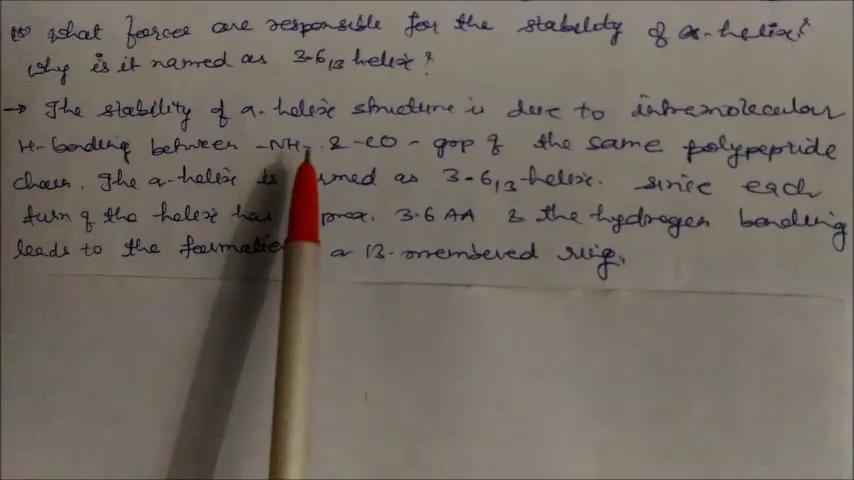 what forces are responsible for the stability of α-helix?
why is it named as 3.6₁₃ helix?
→ The stability of α-helix structure is due to intramolecular
H-bonding between -NH- & -CO- gop of the same polypeptide
chain. The α-helix is named as 3.6₁₃-helix. since each
turn of the helix has prox. 3.6 AA & the hydrogen bonding
leads to the formation a 13-membered ring.